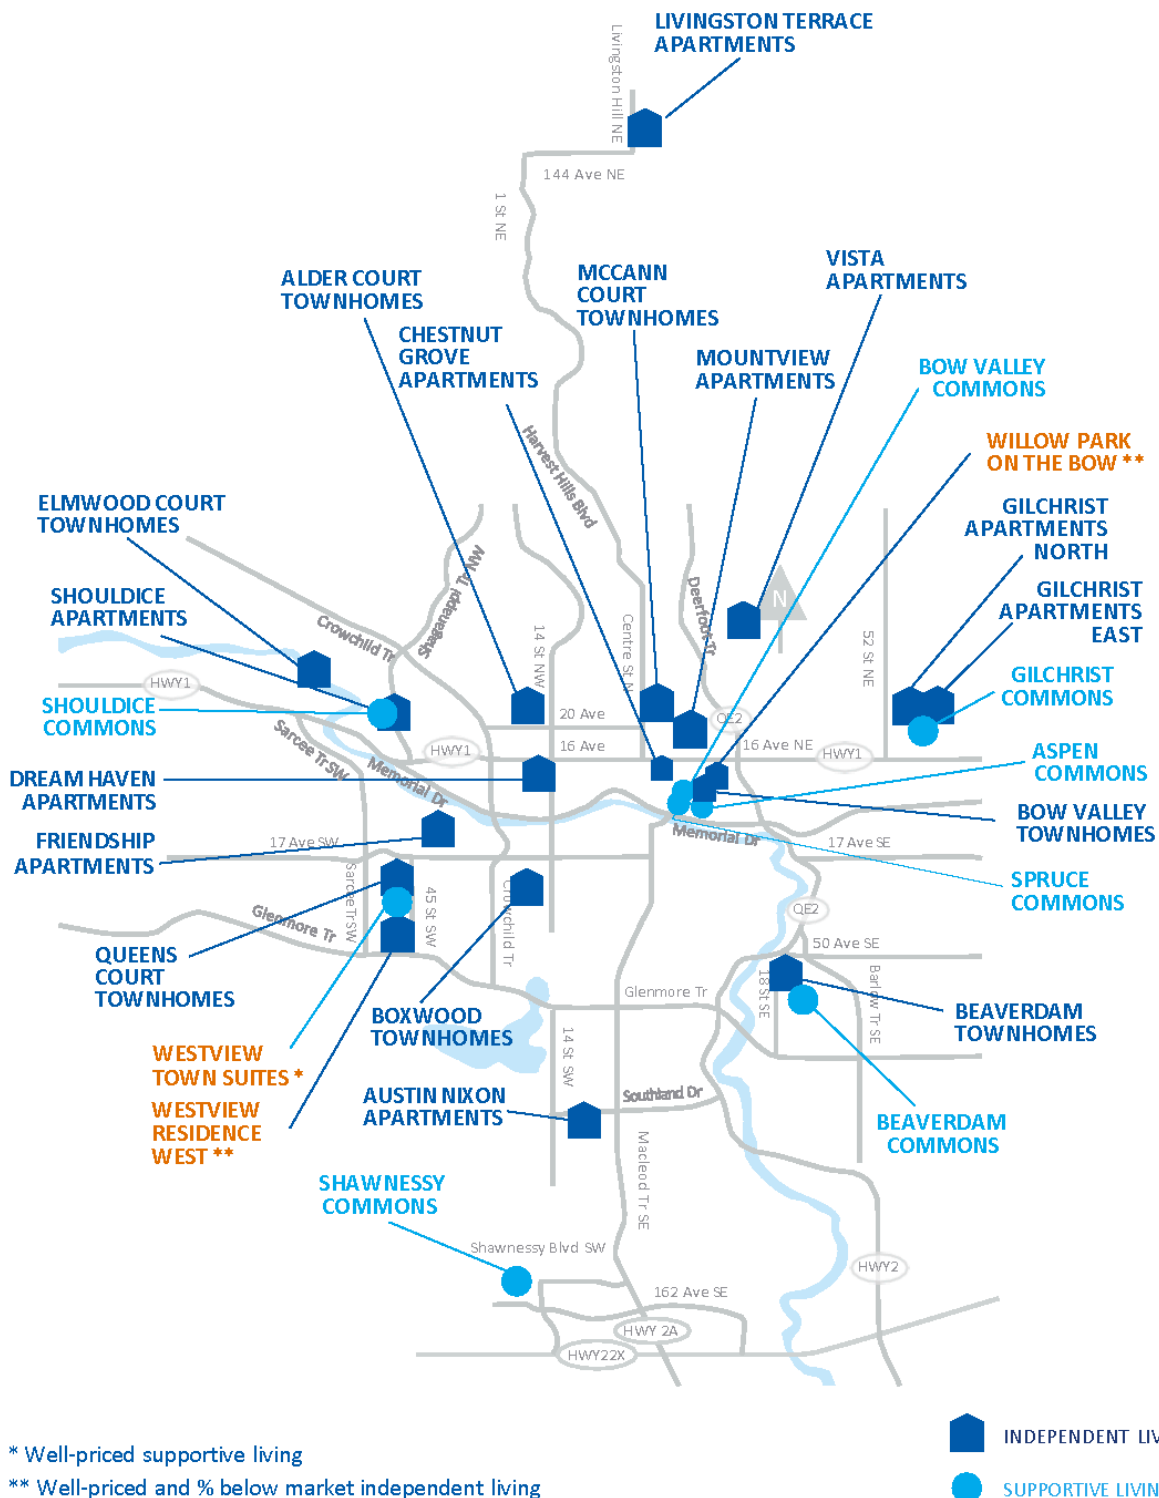 LIVINGSTON TERRACE
APARTMENTS
Livingston Hill NE
144 Ave NE
1 St NE
VISTA
APARTMENTS
MCCANN
COURT
TOWNHOMES
ALDER COURT
TOWNHOMES
CHESTNUT
GROVE
APARTMENTS
MOUNTVIEW
APARTMENTS
BOW VALLEY
COMMONS
Harvest Hills Blvd
WILLOW PARK
ON THE BOW **
ELMWOOD COURT
TOWNHOMES
GILCHRIST
APARTMENTS
NORTH
SHOULDICE
APARTMENTS
GILCHRIST
APARTMENTS
EAST
Crowchild Tr
Shaganappi Tr NW
14 St NW
Centre St N
Deerfoot Tr
N
52 St NE
HWY1
GILCHRIST
COMMONS
SHOULDICE
COMMONS
20 Ave
QE2
Sarcee Tr SW
HWY1
16 Ave
16 Ave NE
HWY1
ASPEN
COMMONS
DREAM HAVEN
APARTMENTS
Memorial Dr
BOW VALLEY
TOWNHOMES
FRIENDSHIP
APARTMENTS
17 Ave SW
Memorial Dr
17 Ave SE
SPRUCE
COMMONS
Sarcee Tr SW
45 St SW
Crowchild Tr
QE2
Glenmore Tr
50 Ave SE
QUEENS
COURT
TOWNHOMES
Glenmore Tr
18 St SE
Barlow Tr SE
BOXWOOD
TOWNHOMES
BEAVERDAM
TOWNHOMES
WESTVIEW
TOWN SUITES *
14 St SW
AUSTIN NIXON
APARTMENTS
Southland Dr
WESTVIEW
RESIDENCE
WEST **
BEAVERDAM
COMMONS
Macleod Tr SE
SHAWNESSY
COMMONS
Shawnessy Blvd SW
HWY2
162 Ave SE
HWY 2A
HWY22X
INDEPENDENT LIV
* Well-priced supportive living
** Well-priced and % below market independent living
SUPPORTIVE LIVIN